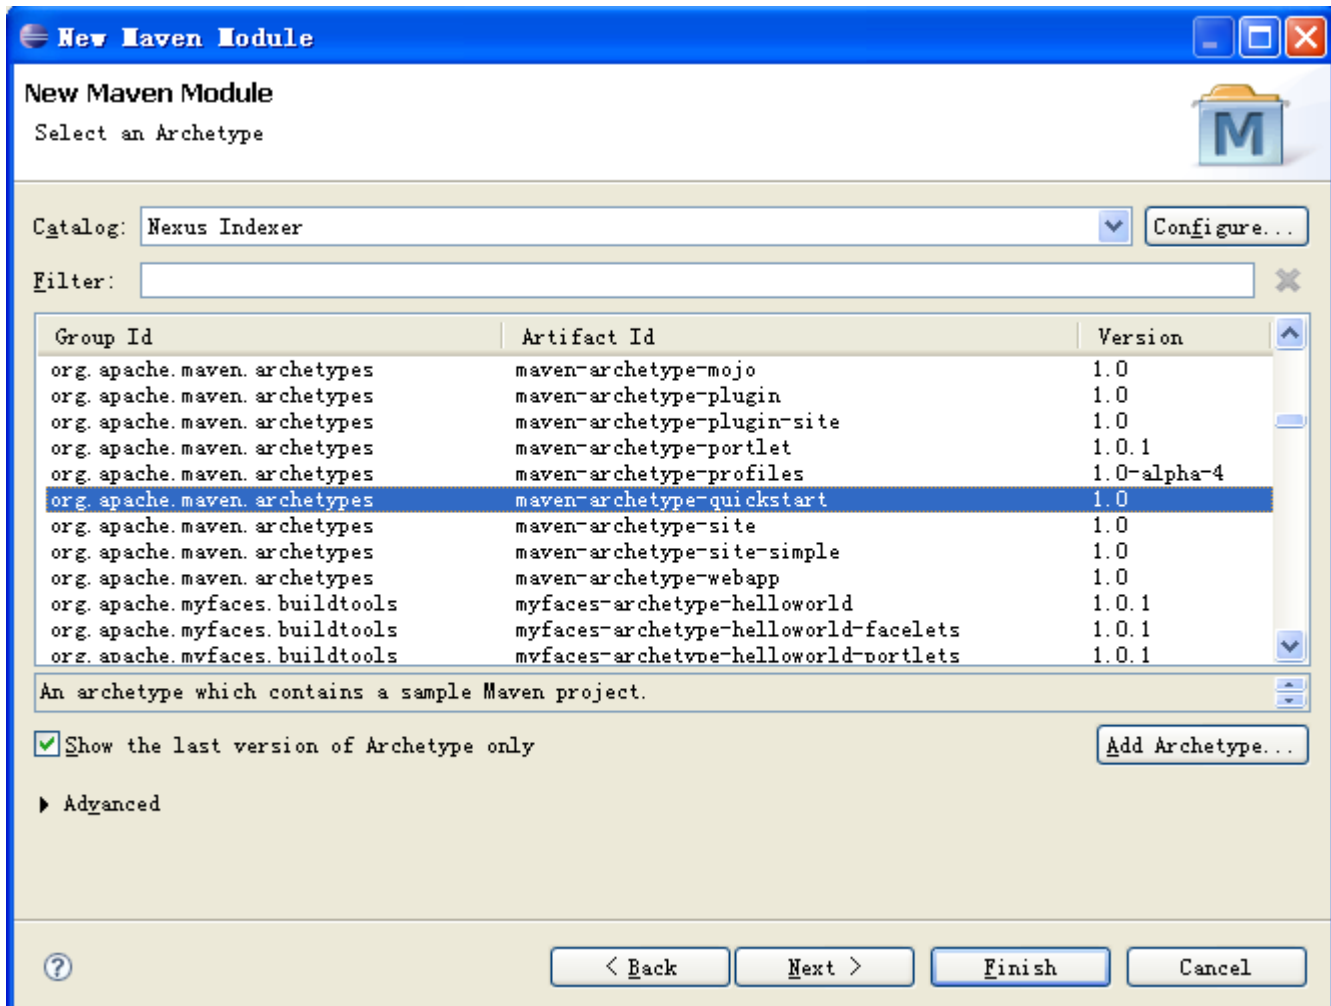 New Maven Module
New Maven Module
Select an Archetype
M
Catalog: Nexus Indexer Configure...
Filter:
Group Id Artifact Id Version
org.apache.maven.archetypes maven-archetype-mojo 1.0
org.apache.maven.archetypes maven-archetype-plugin 1.0
org.apache.maven.archetypes maven-archetype-plugin-site 1.0
org.apache.maven.archetypes maven-archetype-portlet 1.0.1
org.apache.maven.archetypes maven-archetype-profiles 1.0-alpha-4
org.apache.maven.archetypes maven-archetype-quickstart 1.0
org.apache.maven.archetypes maven-archetype-site 1.0
org.apache.maven.archetypes maven-archetype-site-simple 1.0
org.apache.maven.archetypes maven-archetype-webapp 1.0
org.apache.myfaces.buildtools myfaces-archetype-helloworld 1.0.1
org.apache.myfaces.buildtools myfaces-archetype-helloworld-facelets 1.0.1
org.apache.myfaces.buildtools myfaces-archetype-helloworld-portlets 1.0.1
An archetype which contains a sample Maven project.
Show the last version of Archetype only Add Archetype...
Advanced
? < Back Next > Finish Cancel